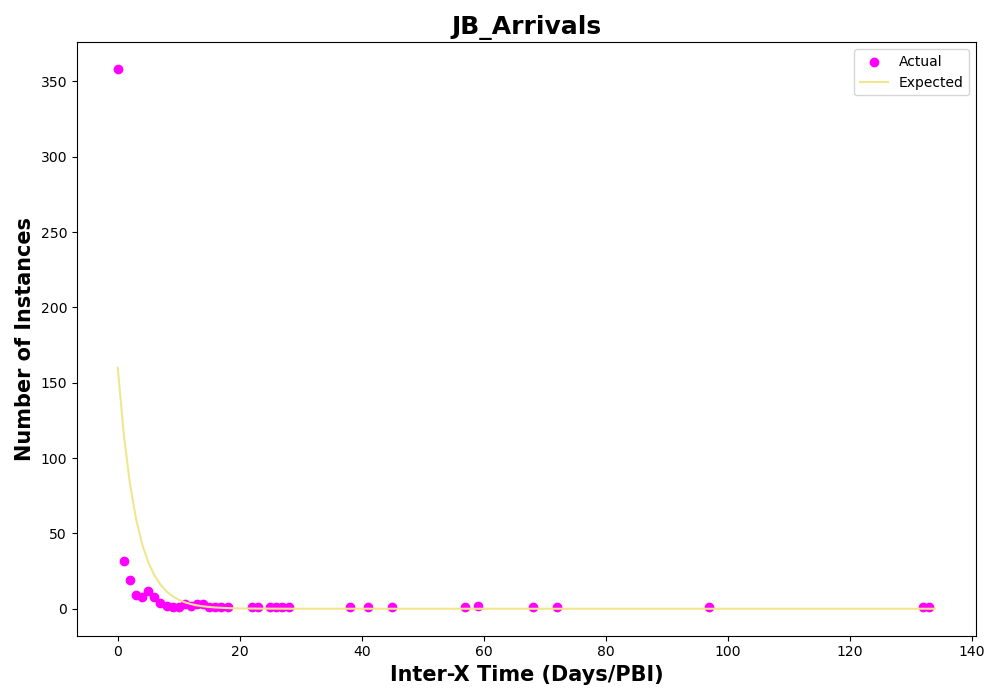 JB_Arrivals
Actual
Expected
Number of Instances
350
300
250
200
150
100
50
0
0 20 40 60 80 100 120 140
Inter-X Time (Days/PBI)